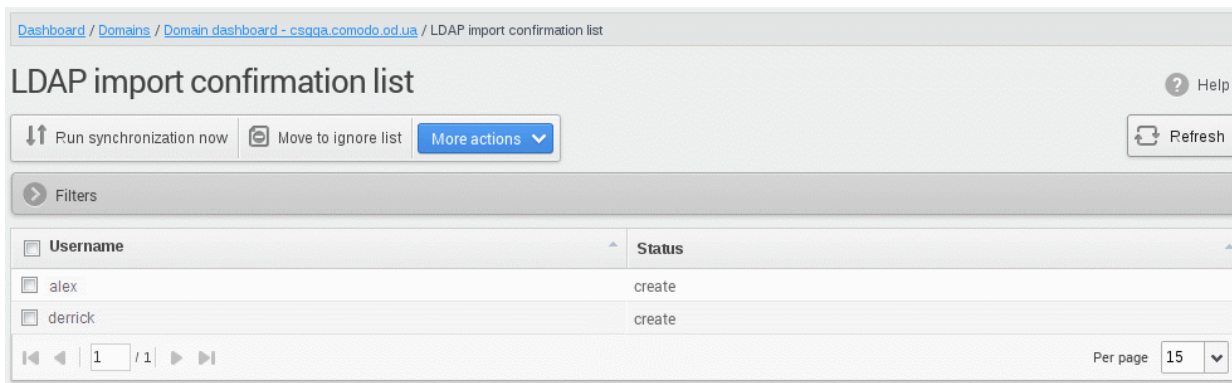 Dashboard / Domains / Domain dashboard - csgqa.comodo.od.ua / LDAP import confirmation list
LDAP import confirmation list
Help
Run synchronization now
Move to ignore list
More actions
Refresh
Filters
Username
Status
alex
create
derrick
create
1 / 1
Per page 15